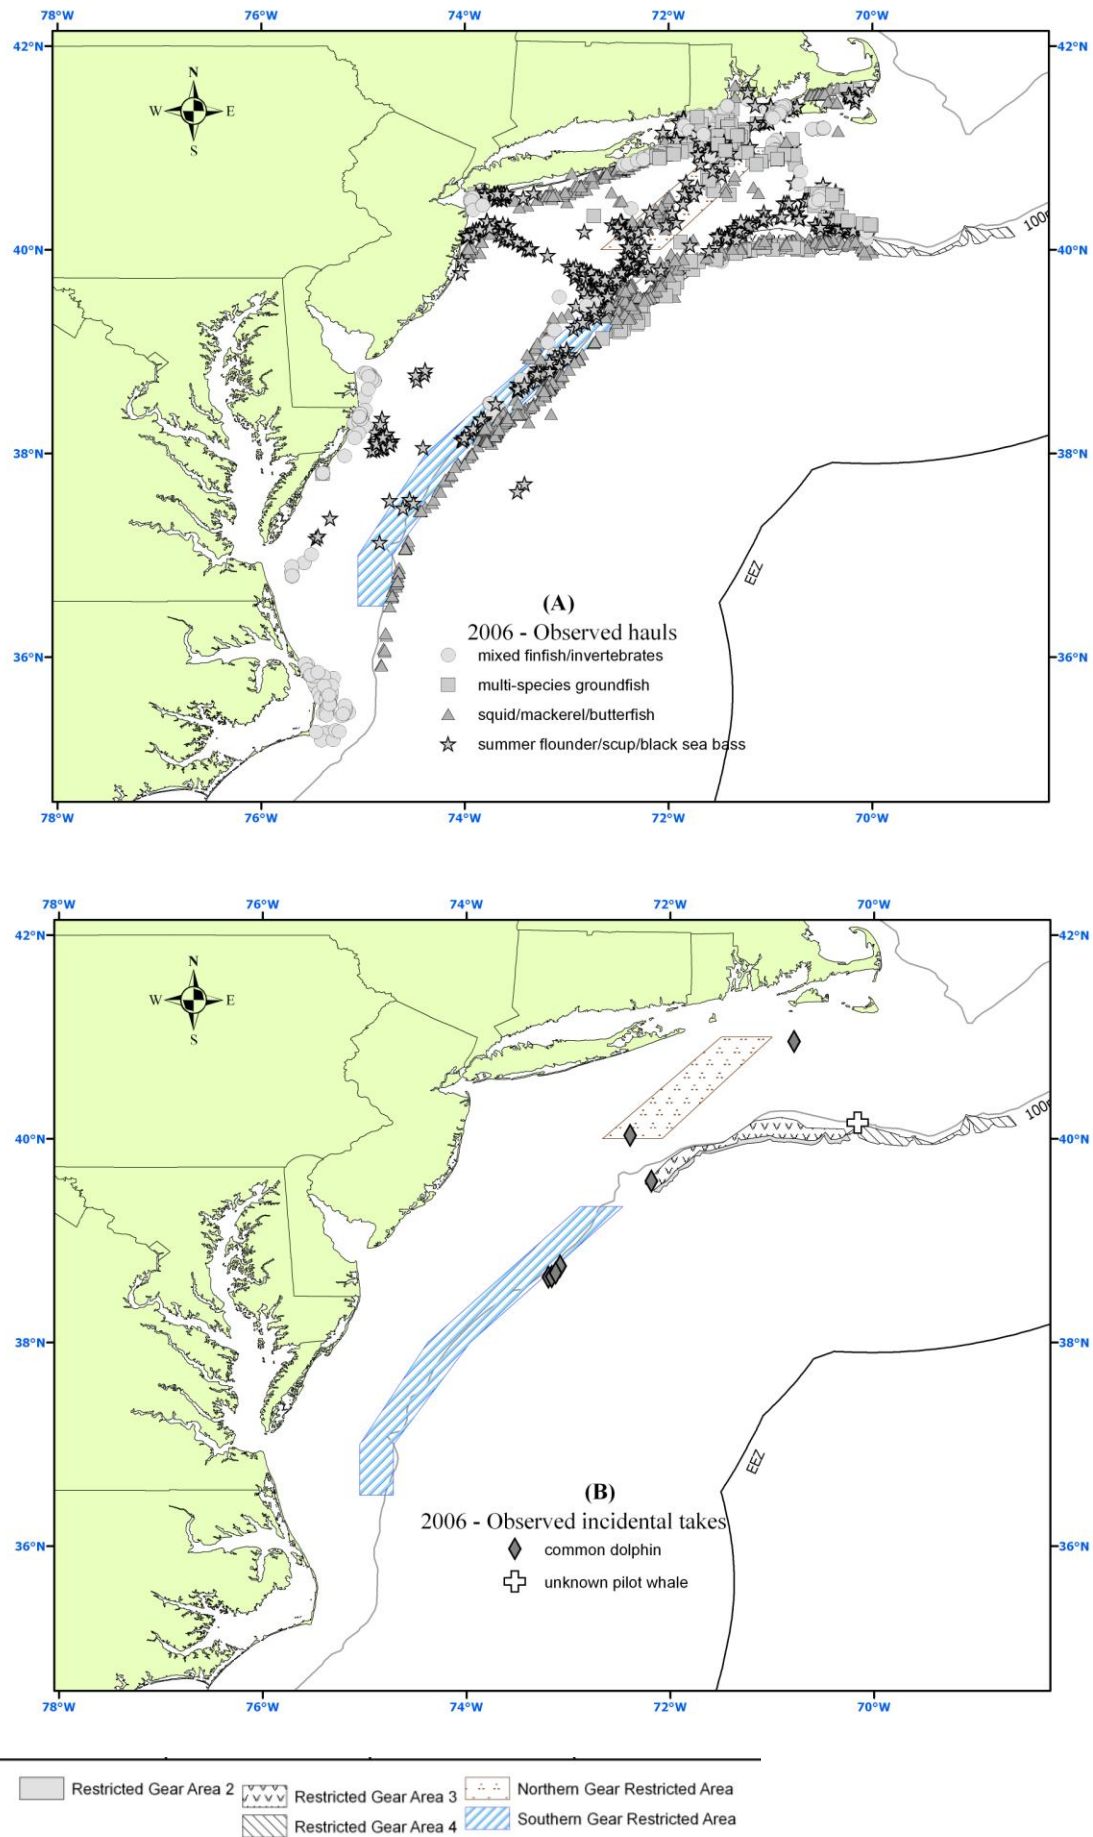 78°W 76°W 74°W 72°W 70°W
42°N 42°N
N
W E
S
40°N 40°N
100m
38°N 38°N
EEZ
(A)
2006 - Observed hauls
36°N 36°N
mixed finfish/invertebrates
multi-species groundfish
squid/mackerel/butterfish
summer flounder/scup/black sea bass
78°W 76°W 74°W 72°W 70°W
78°W 76°W 74°W 72°W 70°W
42°N 42°N
N
W E
S
40°N 40°N
38°N 38°N
EEZ
(B)
2006 - Observed incidental takes
36°N 36°N
common dolphin
unknown pilot whale
78°W 76°W 74°W 72°W 70°W
Restricted Gear Area 2
Restricted Gear Area 3
Restricted Gear Area 4
Northern Gear Restricted Area
Southern Gear Restricted Area